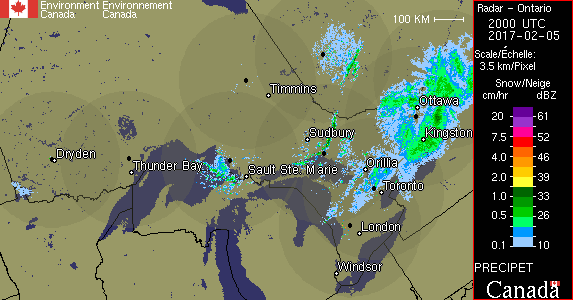 Environment Environnement
Canada Canada
100 KM
Radar - Ontario
2000 UTC
2017-02-05
Scale/Échelle:
3.5 km/Pixel
Snow/Neige
cm/hr dBZ
20 61
7.5 52
4.0 46
2.0 39
1.0 33
0.5 26
0.1 10
PRECIPET
Canada
Timmins
Ottawa
Kingston
Sudbury
Dryden
Thunder Bay
Sault Ste. Marie
Orillia
Toronto
London
Windsor